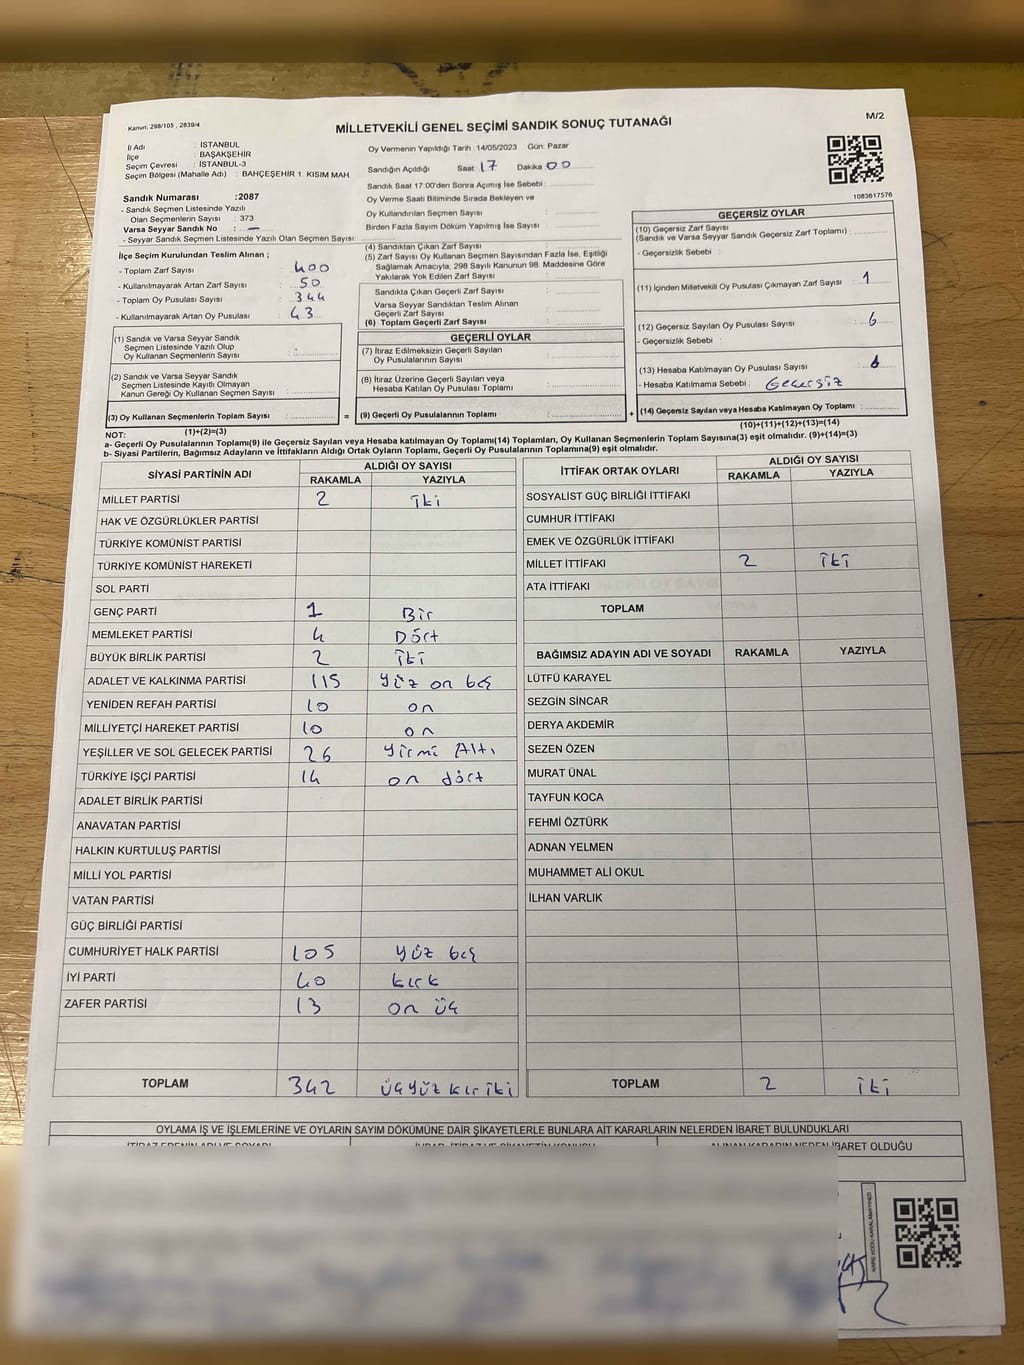 Kanun: 298/105 , 2839/4
MİLLETVEKİLİ GENEL SEÇİMİ SANDIK SONUÇ TUTANAĞI
M/2
İl Adı : İSTANBUL
İlçe : BAŞAKŞEHİR
Seçim Çevresi : İSTANBUL-3
Seçim Bölgesi (Mahalle Adı) : BAHÇEŞEHİR 1. KISIM MAH.
Oy Vermenin Yapıldığı Tarih : 14/05/2023 Gün: Pazar
Sandığın Açıldığı Saat 17 Dakika 00
Sandık Saat 17.00'den Sonra Açılmış İse Sebebi :
Oy Verme Saati Bitiminde Sırada Bekleyen ve
Oy Kullandırılan Seçmen Sayısı :
Birden Fazla Sayım Döküm Yapılmış İse Sayısı :
1083617576
Sandık Numarası :2087
- Sandık Seçmen Listesinde Yazılı
Olan Seçmenlerin Sayısı : 373
Varsa Seyyar Sandık No : —
- Seyyar Sandık Seçmen Listesinde Yazılı Olan Seçmen Sayısı
İlçe Seçim Kurulundan Teslim Alınan ;
- Toplam Zarf Sayısı : 400
- Kullanılmayarak Artan Zarf Sayısı : 50
- Toplam Oy Pusulası Sayısı : 344
- Kullanılmayarak Artan Oy Pusulası : 43
(1) Sandık ve Varsa Seyyar Sandık
Seçmen Listesinde Yazılı Olup
Oy Kullanan Seçmenlerin Sayısı :
(2) Sandık ve Varsa Seyyar Sandık
Seçmen Listesinde Kayıtlı Olmayan
Kanun Gereği Oy Kullanan Seçmen Sayısı :
(3) Oy Kullanan Seçmenlerin Toplam Sayısı :
(1)+(2)=(3)
(4) Sandıktan Çıkan Zarf Sayısı :
(5) Zarf Sayısı Oy Kullanan Seçmen Sayısından Fazla İse, Eşitliği
Sağlamak Amacıyla, 298 Sayılı Kanunun 98. Maddesine Göre
Yakılarak Yok Edilen Zarf Sayısı :
Sandıkta Çıkan Geçerli Zarf Sayısı :
Varsa Seyyar Sandıktan Teslim Alınan
Geçerli Zarf Sayısı :
(6) Toplam Geçerli Zarf Sayısı :
GEÇERLİ OYLAR
(7) İtiraz Edilmeksizin Geçerli Sayılan
Oy Pusulalarının Sayısı :
(8) İtiraz Üzerine Geçerli Sayılan veya
Hesaba Katılan Oy Pusulası Toplamı :
= (9) Geçerli Oy Pusulalarının Toplamı :
GEÇERSİZ OYLAR
(10) Geçersiz Zarf Sayısı
(Sandık ve Varsa Seyyar Sandık Geçersiz Zarf Toplamı) :
- Geçersizlik Sebebi :
(11) İçinden Milletvekili Oy Pusulası Çıkmayan Zarf Sayısı : 1
(12) Geçersiz Sayılan Oy Pusulası Sayısı : 6
- Geçersizlik Sebebi :
(13) Hesaba Katılmayan Oy Pusulası Sayısı :
- Hesaba Katılmama Sebebi : Geçersiz
+ (14) Geçersiz Sayılan veya Hesaba Katılmayan Oy Toplamı :
(10)+(11)+(12)+(13)=(14)
NOT:
a- Geçerli Oy Pusulalarının Toplamı(9) ile Geçersiz Sayılan veya Hesaba katılmayan Oy Toplamı(14) Toplamları, Oy Kullanan Seçmenlerin Toplam Sayısına(3) eşit olmalıdır. (9)+(14)=(3)
b- Siyasi Partilerin, Bağımsız Adayların ve İttifakların Aldığı Ortak Oyların Toplamı, Geçerli Oy Pusulalarının Toplamına(9) eşit olmalıdır.
SİYASİ PARTİNİN ADI
ALDIĞI OY SAYISI
RAKAMLA YAZIYLA
MİLLET PARTİSİ 2 iki
HAK VE ÖZGÜRLÜKLER PARTİSİ
TÜRKİYE KOMÜNİST PARTİSİ
TÜRKİYE KOMÜNİST HAREKETİ
SOL PARTİ
GENÇ PARTİ 1 Bir
MEMLEKET PARTİSİ 4 Dört
BÜYÜK BİRLİK PARTİSİ 2 iki
ADALET VE KALKINMA PARTİSİ 115 yüz on beş
YENİDEN REFAH PARTİSİ 10 on
MİLLİYETÇİ HAREKET PARTİSİ 10 on
YEŞİLLER VE SOL GELECEK PARTİSİ 26 yirmi Altı
TÜRKİYE İŞÇİ PARTİSİ 14 on dört
ADALET BİRLİK PARTİSİ
ANAVATAN PARTİSİ
HALKIN KURTULUŞ PARTİSİ
MİLLİ YOL PARTİSİ
VATAN PARTİSİ
GÜÇ BİRLİĞİ PARTİSİ
CUMHURİYET HALK PARTİSİ 105 yüz beş
İYİ PARTİ 40 kırk
ZAFER PARTİSİ 13 on üç
TOPLAM 342 üçyüz kır iki
İTTİFAK ORTAK OYLARI
ALDIĞI OY SAYISI
RAKAMLA YAZIYLA
SOSYALİST GÜÇ BİRLİĞİ İTTİFAKI
CUMHUR İTTİFAKI
EMEK VE ÖZGÜRLÜK İTTİFAKI
MİLLET İTTİFAKI 2 iki
ATA İTTİFAKI
TOPLAM
BAĞIMSIZ ADAYIN ADI VE SOYADI RAKAMLA YAZIYLA
LÜTFÜ KARAYEL
SEZGİN SİNCAR
DERYA AKDEMİR
SEZEN ÖZEN
MURAT ÜNAL
TAYFUN KOCA
FEHMİ ÖZTÜRK
ADNAN YELMEN
MUHAMMET ALİ OKUL
İLHAN VARLIK
TOPLAM 2 iki
OYLAMA İŞ VE İŞLEMLERİNE VE OYLARIN SAYIM DÖKÜMÜNE DAİR ŞİKAYETLERLE BUNLARA AİT KARARLARIN NELERDEN İBARET BULUNDUKLARI
ALINAN KARARIN NEDEN İBARET OLDUĞU